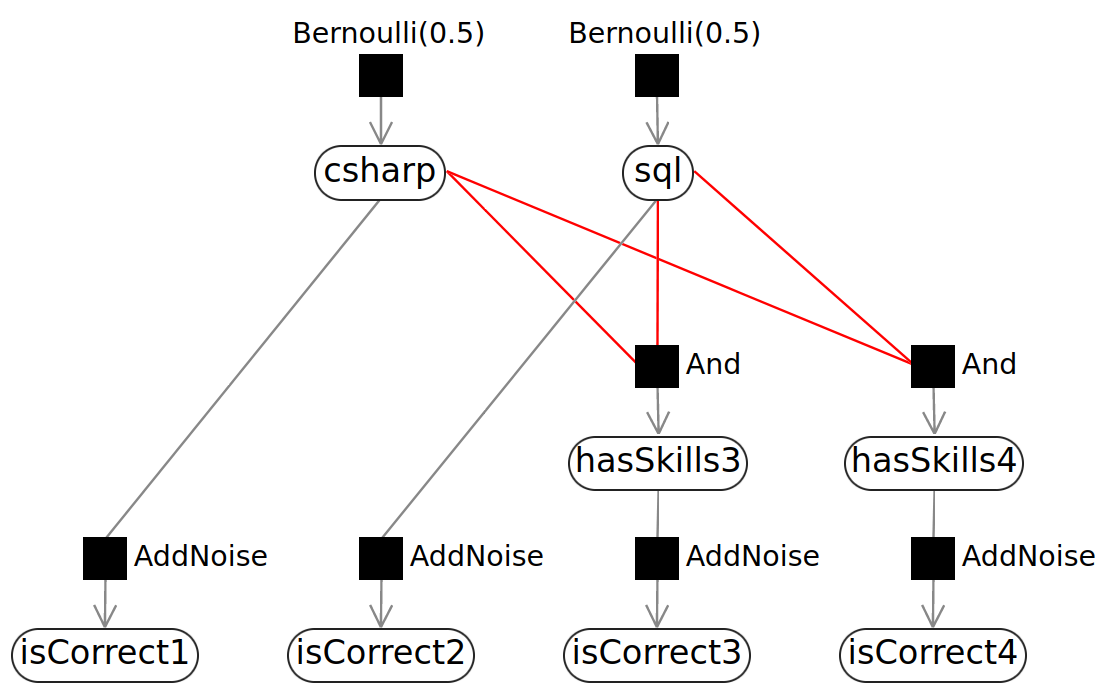 Bernoulli(0.5) Bernoulli(0.5)
csharp sql
And And
hasSkills3 hasSkills4
AddNoise AddNoise AddNoise AddNoise
isCorrect1 isCorrect2 isCorrect3 isCorrect4